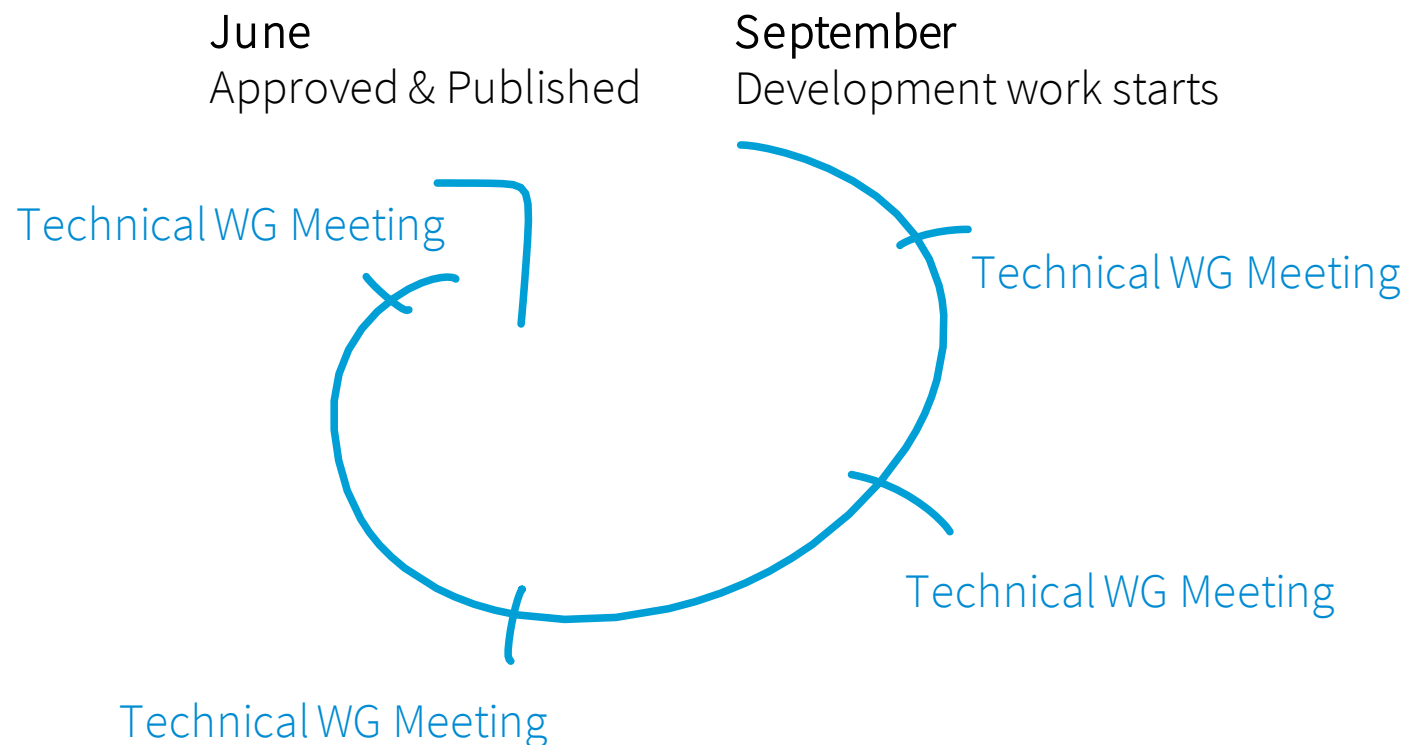 June
Approved & Published
September
Development work starts
Technical WG Meeting
Technical WG Meeting
Technical WG Meeting
Technical WG Meeting